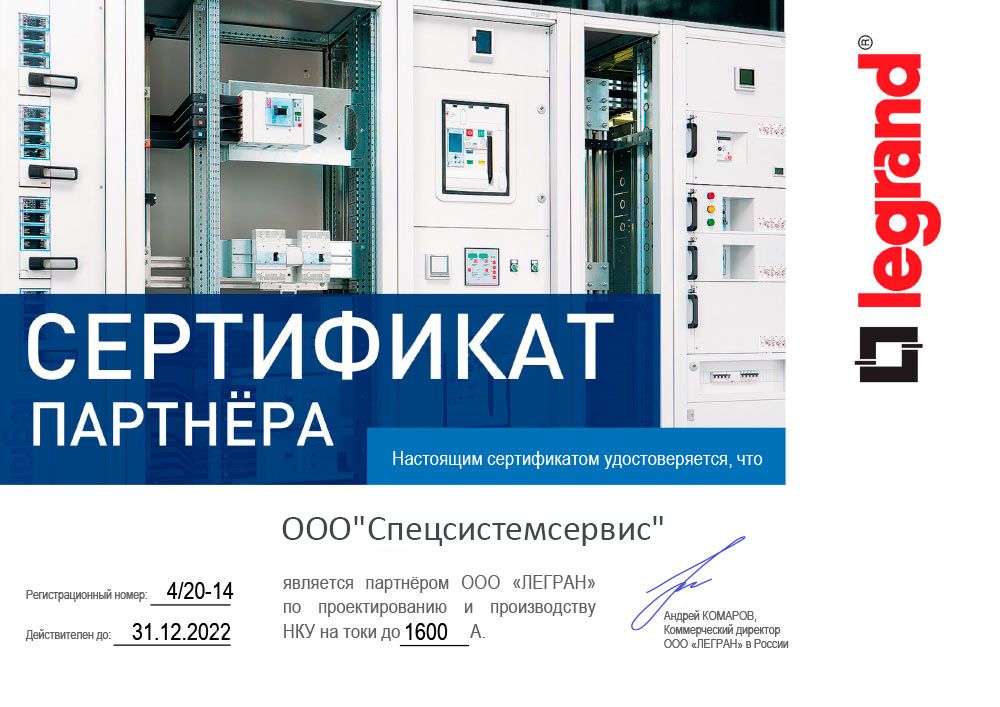 legrand®
СЕРТИФИКАТ
ПАРТНЁРА
Настоящим сертификатом удостоверяется, что
ООО"Спецсистемсервис"
Регистрационный номер: 4/20-14
Действителен до: 31.12.2022
является партнёром ООО «ЛЕГРАН»
по проектированию и производству
НКУ на токи до 1600 А.
Андрей КОМАРОВ,
Коммерческий директор
ООО «ЛЕГРАН» в России